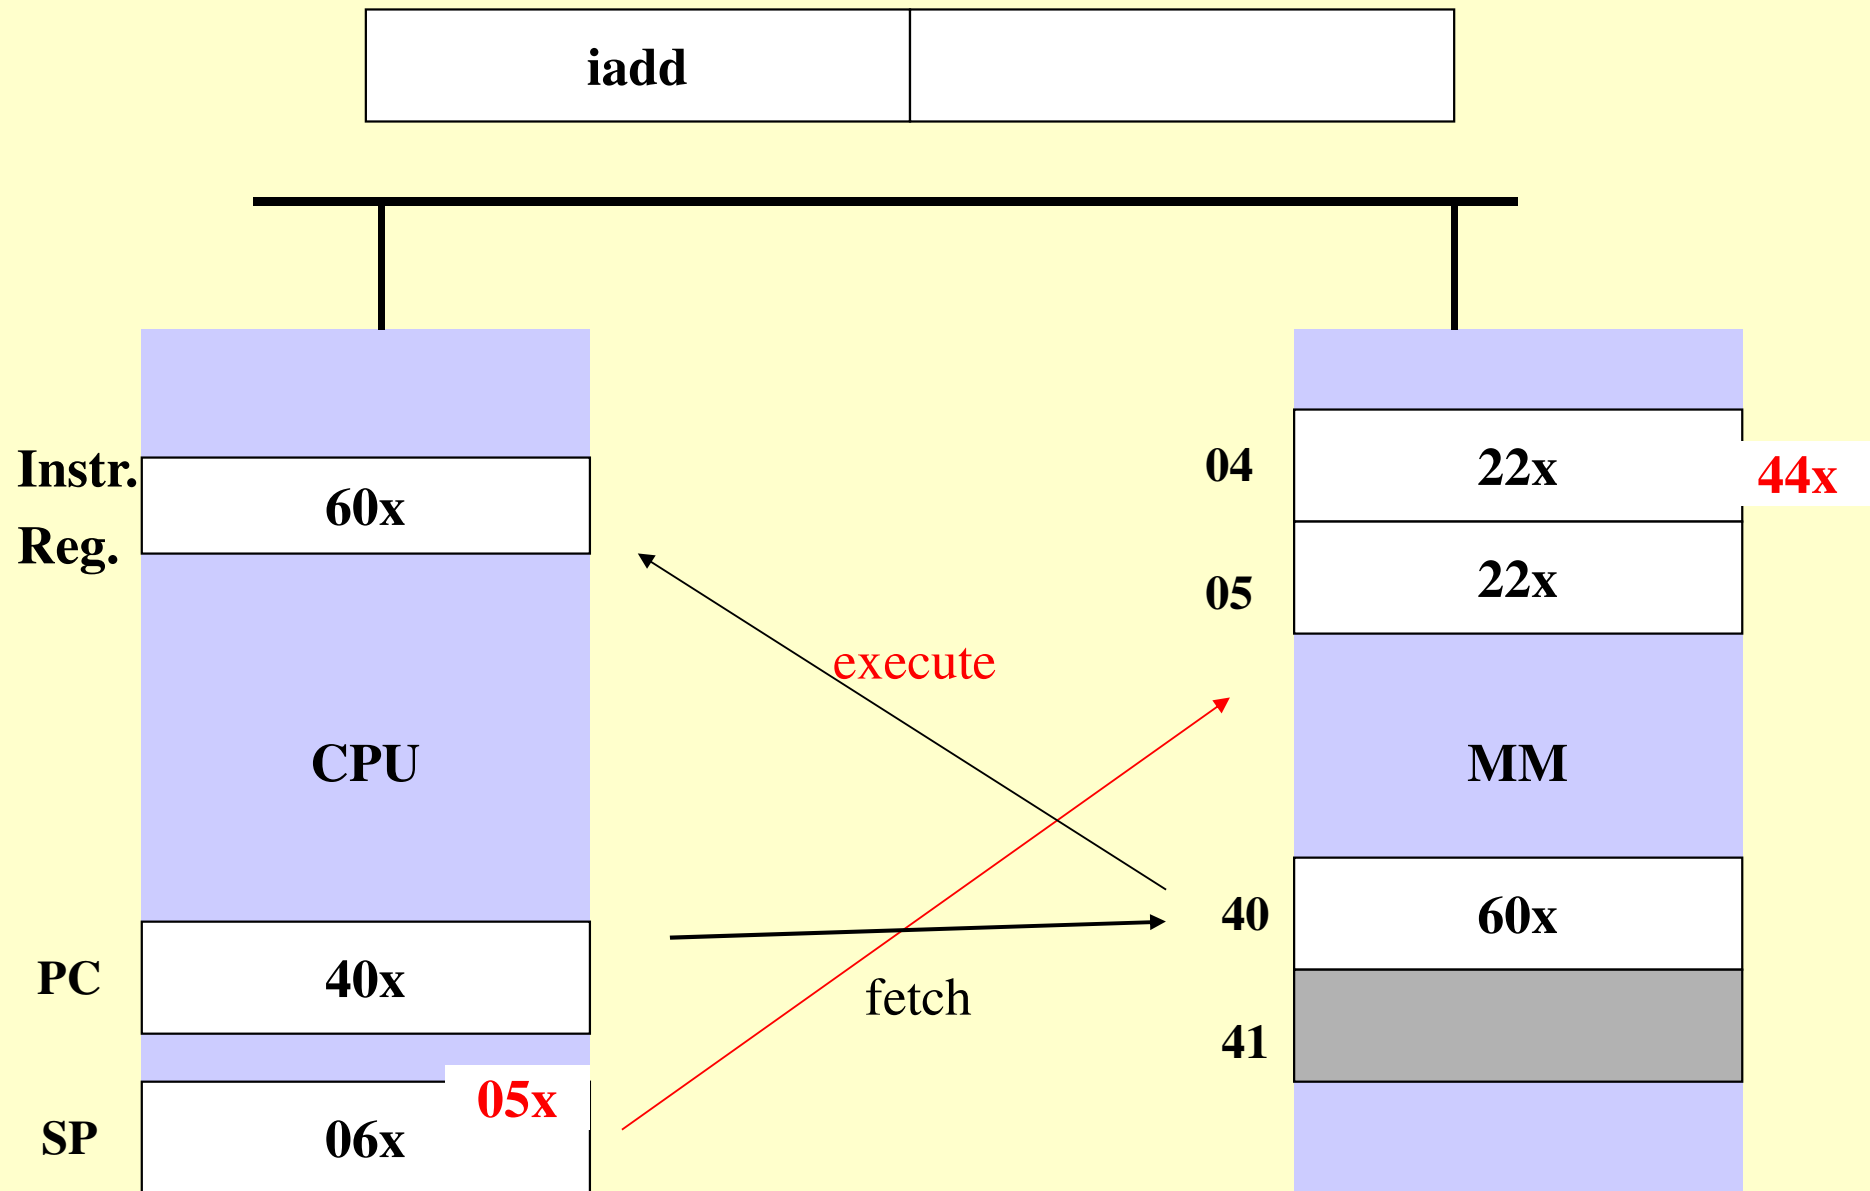 iadd
Instr.
Reg.
60x
04
22x
44x
05
22x
execute
CPU
MM
40
60x
PC
40x
fetch
41
05x
SP
06x